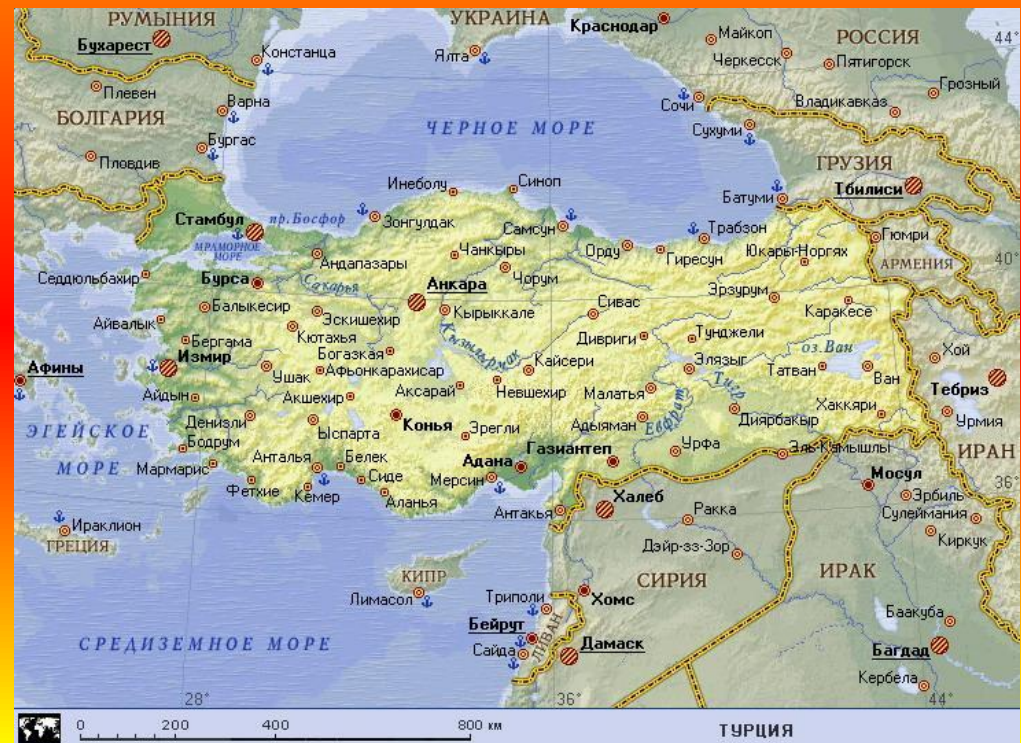 РУМЫНИЯ
УКРАИНА
Краснодар
Майкоп
РОССИЯ
44°
Бухарест
Констанца
Ялта
Черкесск
Пятигорск
Плевен
Грозный
Варна
Сочи
Владикавказ
БОЛГАРИЯ
ЧЕРНОЕ МОРЕ
Сухуми
Бургас
Пловдив
ГРУЗИЯ
Тбилиси
Инеболу
Синоп
Батуми
Стамбул
пр. Босфор
Зонгулдак
Самсун
Трабзон
Орду
Гиресун
Юкары-Норгях
Гюмри
МРАМОРНОЕ
МОРЕ
Чанкыры
АРМЕНИЯ
40°
Седдюльбахир
Андапазары
Чорум
Бурса
Сакарья
Анкара
Эрзурум
Балыкесир
Эскишехир
Кырыккале
Сивас
Каракесе
Айвалык
Кютахья
Бергама
Дивриги
Тунджели
Богазкая
Кызылырмак
оз. Ван
Хой
Измир
Кайсери
Элязыг
Афины
Ушак
Афьонкарахисар
Татван
Ван
Тебриз
Айдын
Акшехир
Аксарай
Невшехир
Малатья
Тигр
Хаккяри
Денизли
Ыспарта
Конья
Эрегли
Адыяман
Евфрат
Диярбакыр
Урмия
ЭГЕЙСКОЕ
МОРЕ
Бодрум
Газиантеп
Урфа
Эль-Камышлы
ИРАН
Мармарис
Анталья
Белек
Адана
Мосул
Фетхие
Кемер
Сиде
Мерсин
36°
Аланья
Антакья
Халеб
Ракка
Эрбиль
Сулеймания
Ираклион
ГРЕЦИЯ
Киркук
Дэйр-эз-Зор
КИПР
СИРИЯ
ИРАК
Лимасол
Триполи
Хомс
Баакуба
Бейрут
ЛИВАН
СРЕДИЗЕМНОЕ МОРЕ
Сайда
Дамаск
Багдад
Кербела
28°
36°
44°
0 200 400 800 км
ТУРЦИЯ